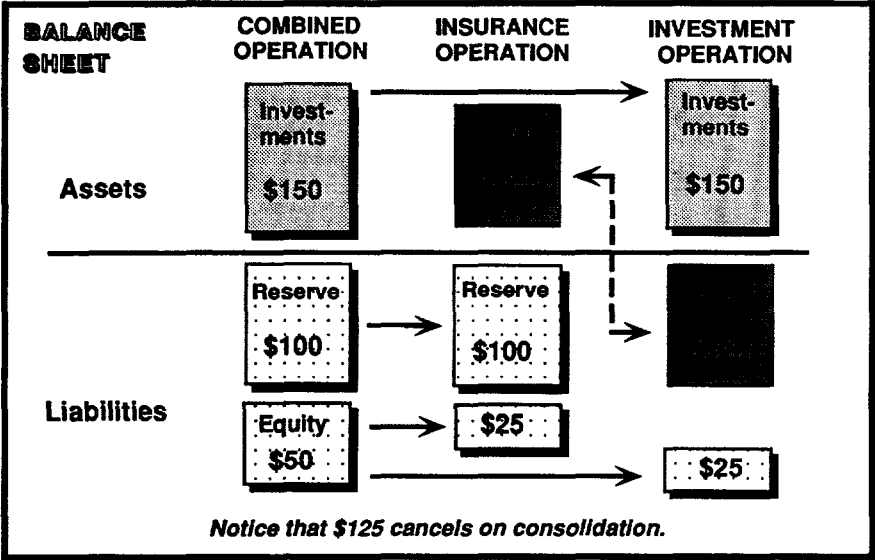 BALANCE
SHEET
COMBINED
OPERATION
INSURANCE
OPERATION
INVESTMENT
OPERATION
Assets
Invest-
ments
$150
Invest-
ments
$150
Liabilities
Reserve
$100
Reserve
$100
Equity
$50
$25
$25
Notice that $125 cancels on consolidation.